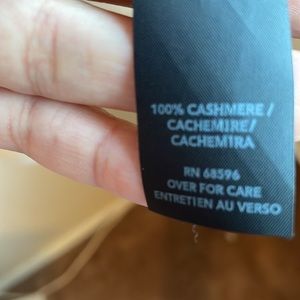 100% CASHMERE /
CACHEMIRE/
CACHEMIRA
RN 68596
OVER FOR CARE
ENTRETIEN AU VERSO